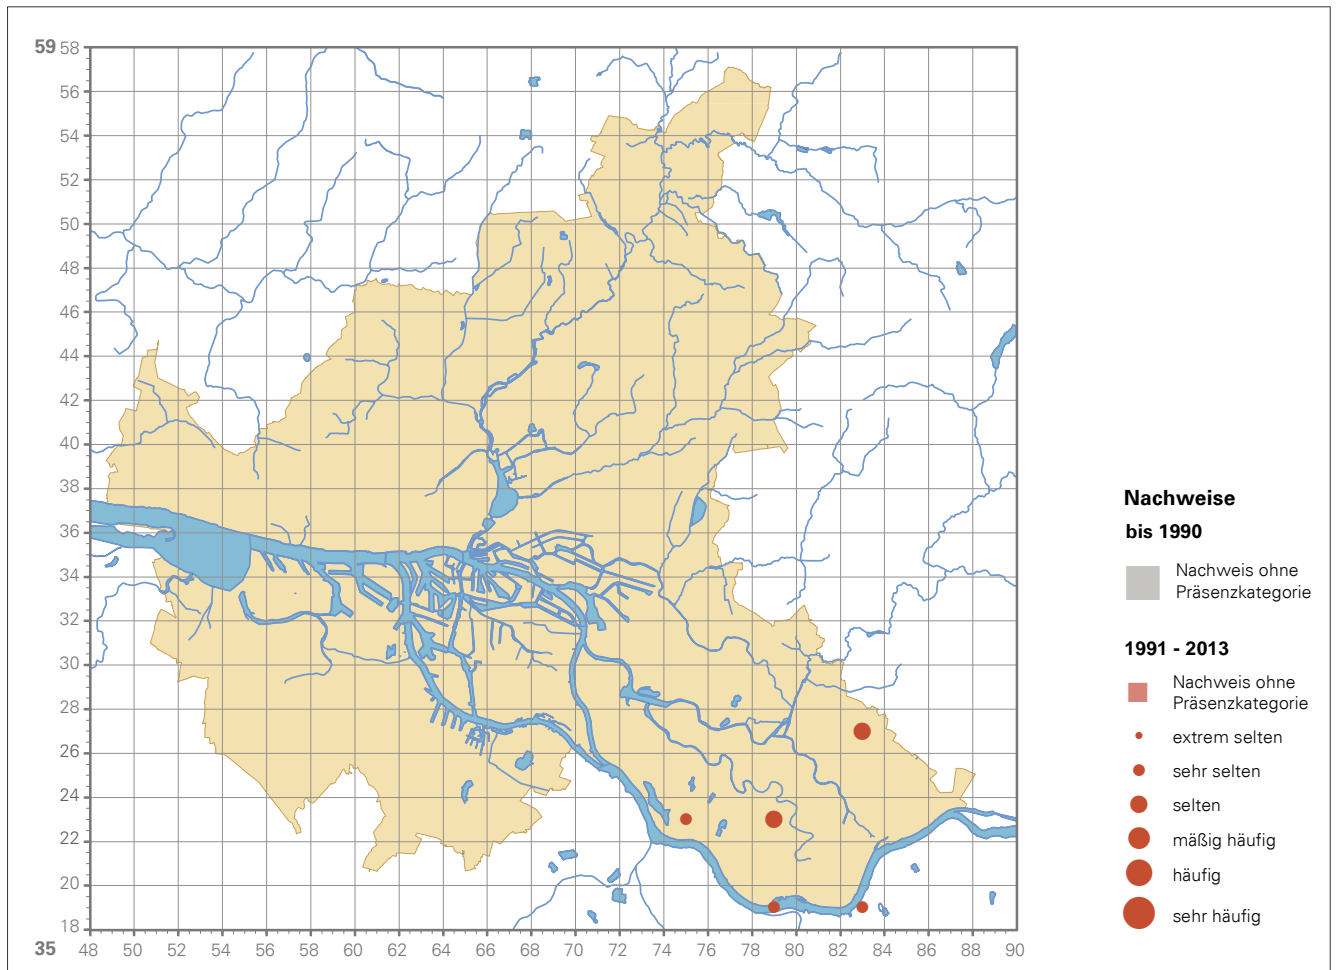 59 58
56
54
52
50
48
46
44
42
40
38
36
34
32
30
28
26
24
22
20
18
35 48 50 52 54 56 58 60 62 64 66 68 70 72 74 76 78 80 82 84 86 88 90
Nachweise
bis 1990
Nachweis ohne
Präsenzkategorie
1991 - 2013
Nachweis ohne
Präsenzkategorie
extrem selten
sehr selten
selten
mäßig häufig
häufig
sehr häufig